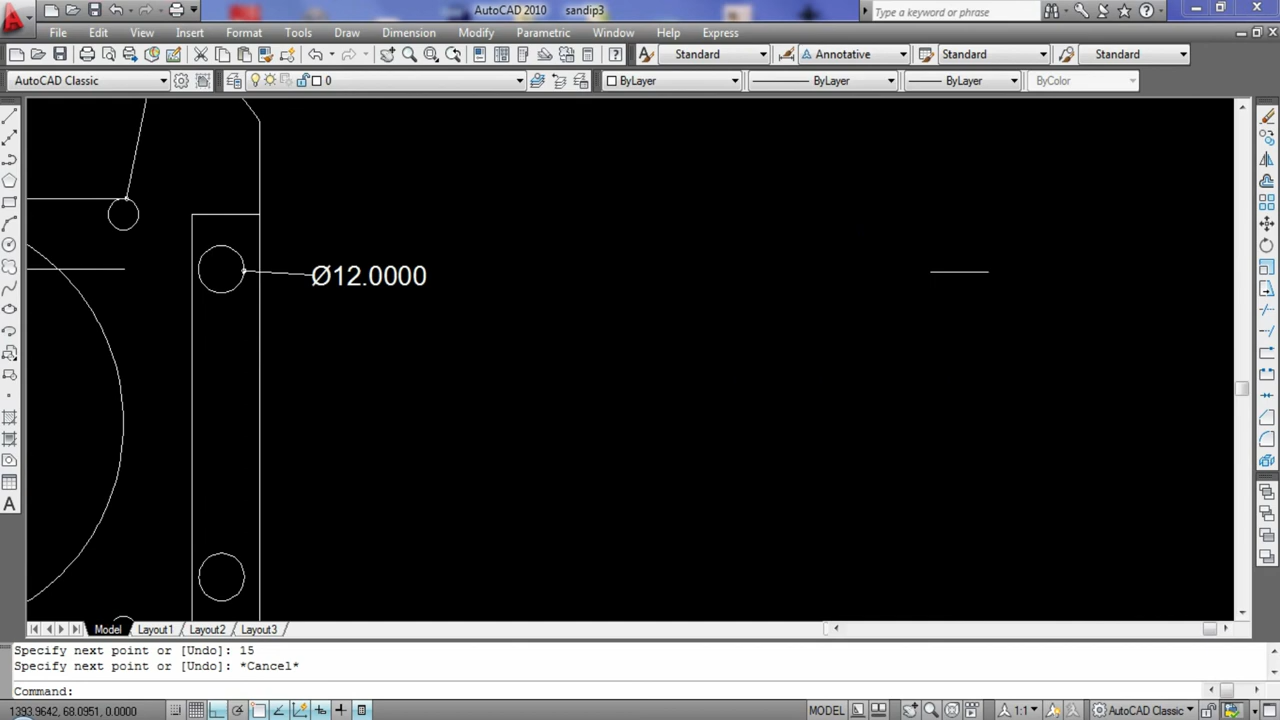 AutoCAD 2010 sandip3
Type a keyword or phrase
File Edit View Insert Format Tools Draw Dimension Modify Parametric Window Help Express
Standard Annotative Standard Standard
AutoCAD Classic 0 ByLayer ByLayer ByLayer ByColor
Ø12.0000
Model Layout1 Layout2 Layout3
Specify next point or [Undo]: 15
Specify next point or [Undo]: *Cancel*
Command:
1393.9642, 68.0951, 0.0000 MODEL 1:1 AutoCAD Classic